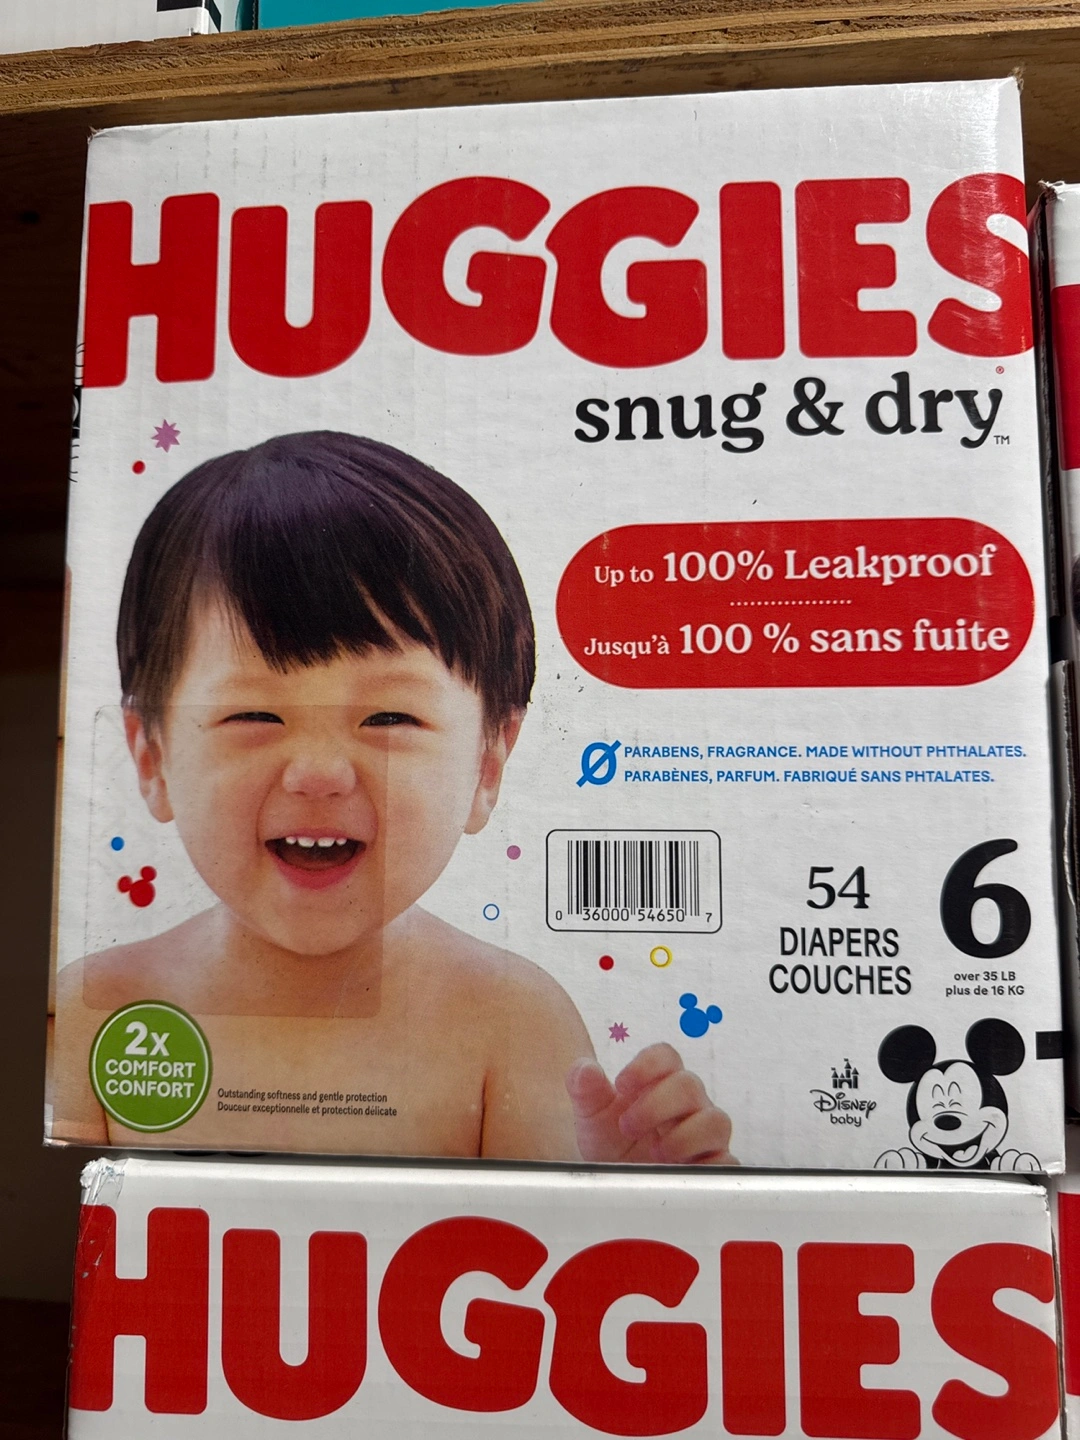 HUGGIES
®
snug & dry
TM
Up to 100% Leakproof
Jusqu'à 100 % sans fuite
Ø PARABENS, FRAGRANCE. MADE WITHOUT PHTHALATES.
PARABÈNES, PARFUM. FABRIQUÉ SANS PHTALATES.
0 36000 54650 7
54
DIAPERS
COUCHES
6
over 35 LB
plus de 16 KG
2x
COMFORT
CONFORT
Outstanding softness and gentle protection
Douceur exceptionnelle et protection délicate
Disney
baby
HUGGIES